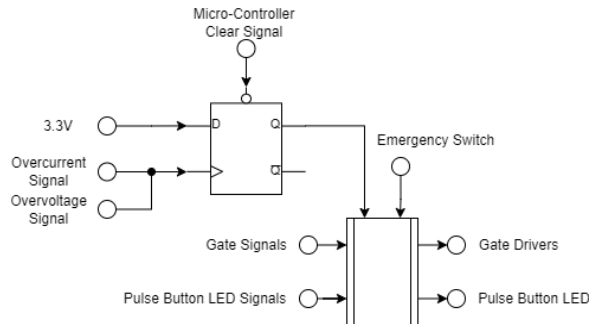 Micro-Controller
Clear Signal
3.3V
D
Q
Overcurrent
Signal
Q
Emergency Switch
Overvoltage
Signal
Gate Signals
Gate Drivers
Pulse Button LED Signals
Pulse Button LED